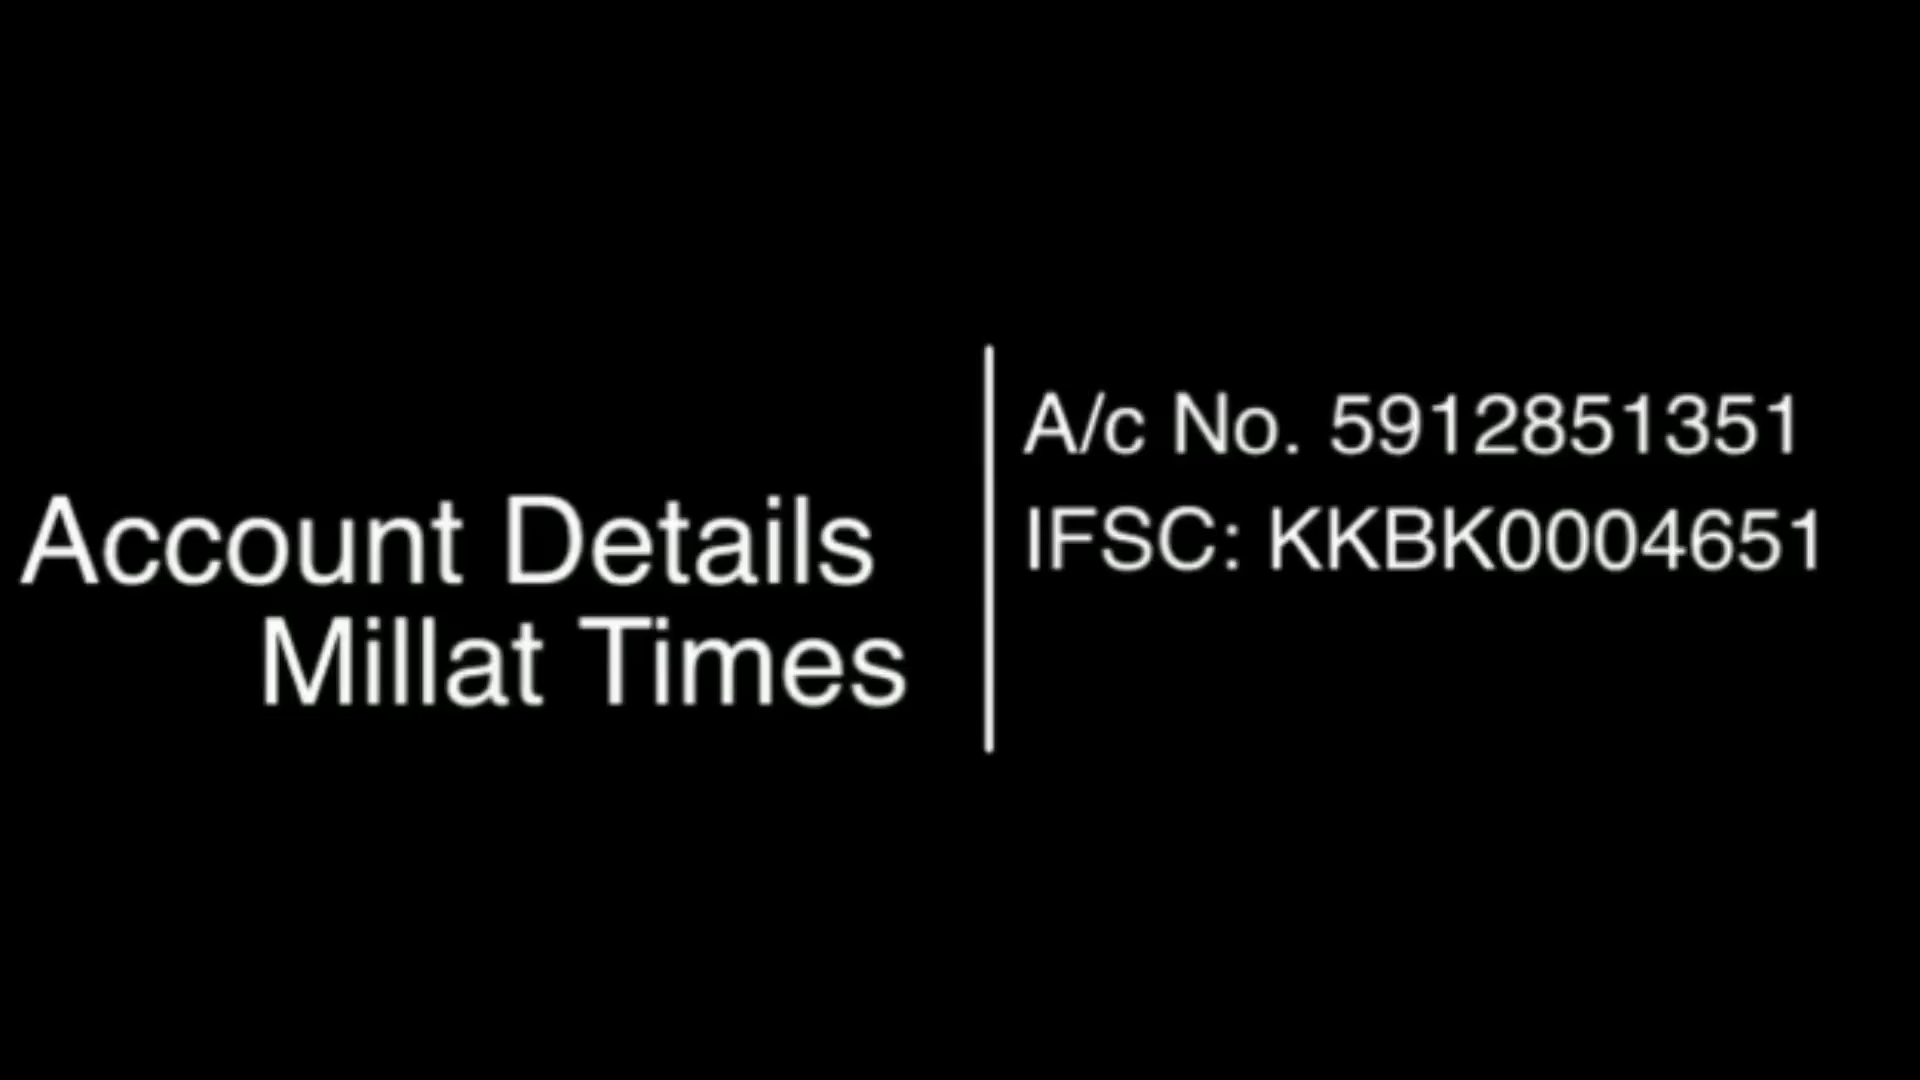 Account Details
Millat Times
A/c No. 5912851351
IFSC: KKBK0004651